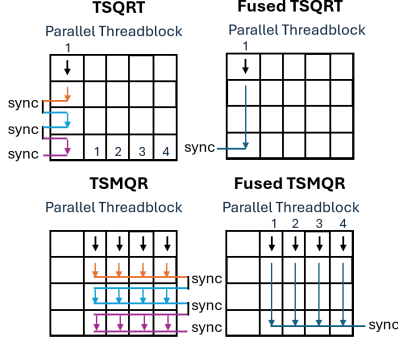 TSQRT
Parallel Threadblock
1
sync
sync
sync
1 2 3 4
Fused TSQRT
Parallel Threadblock
1
sync
TSMQR
Parallel Threadblock
sync
sync
sync
Fused TSMQR
Parallel Threadblock
1 2 3 4
sync